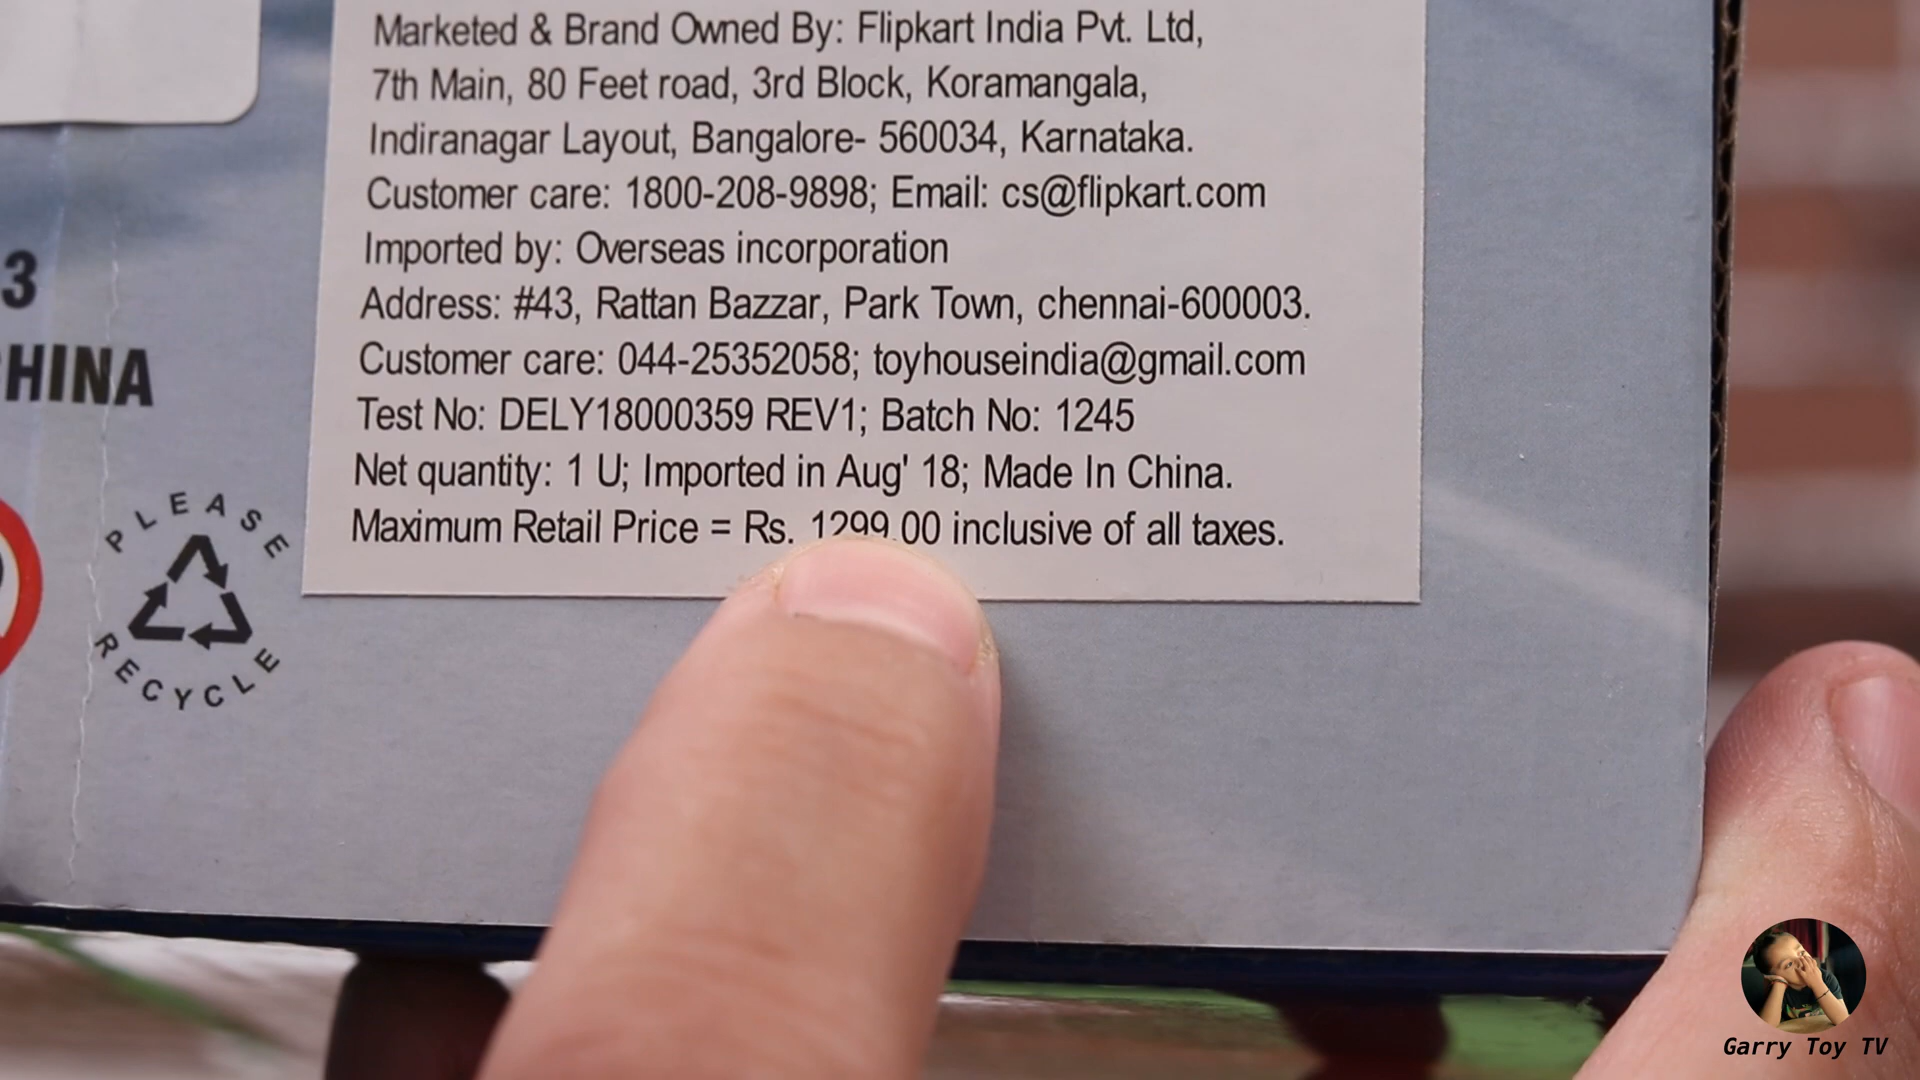 Marketed & Brand Owned By: Flipkart India Pvt. Ltd,
7th Main, 80 Feet road, 3rd Block, Koramangala,
Indiranagar Layout, Bangalore- 560034, Karnataka.
Customer care: 1800-208-9898; Email: cs@flipkart.com
Imported by: Overseas incorporation
Address: #43, Rattan Bazzar, Park Town, chennai-600003.
Customer care: 044-25352058; toyhouseindia@gmail.com
Test No: DELY18000359 REV1; Batch No: 1245
Net quantity: 1 U; Imported in Aug' 18; Made In China.
Maximum Retail Price = Rs. 1299.00 inclusive of all taxes.
3
HINA
PLEASE
RECYCLE
Garry Toy TV